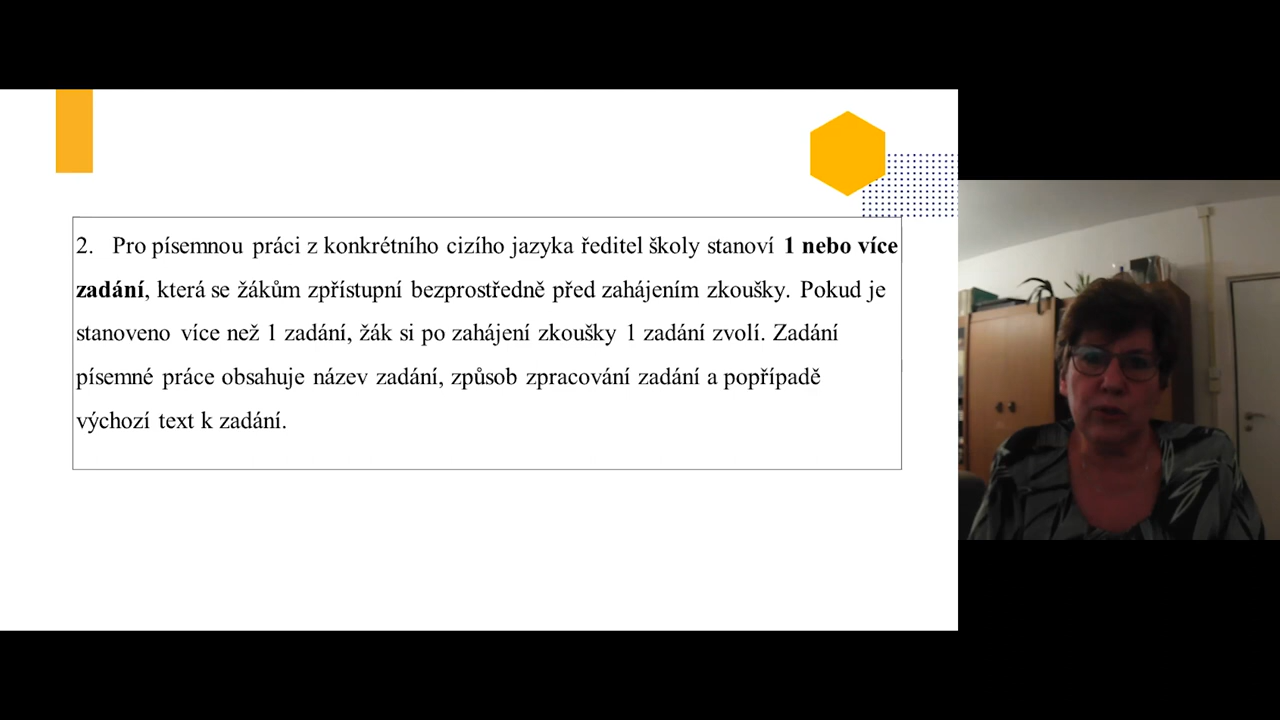 2. Pro písemnou práci z konkrétního cizího jazyka ředitel školy stanoví 1 nebo více
zadání, která se žákům zpřístupní bezprostředně před zahájením zkoušky. Pokud je
stanoveno více než 1 zadání, žák si po zahájení zkoušky 1 zadání zvolí. Zadání
písemné práce obsahuje název zadání, způsob zpracování zadání a popřípadě
výchozí text k zadání.